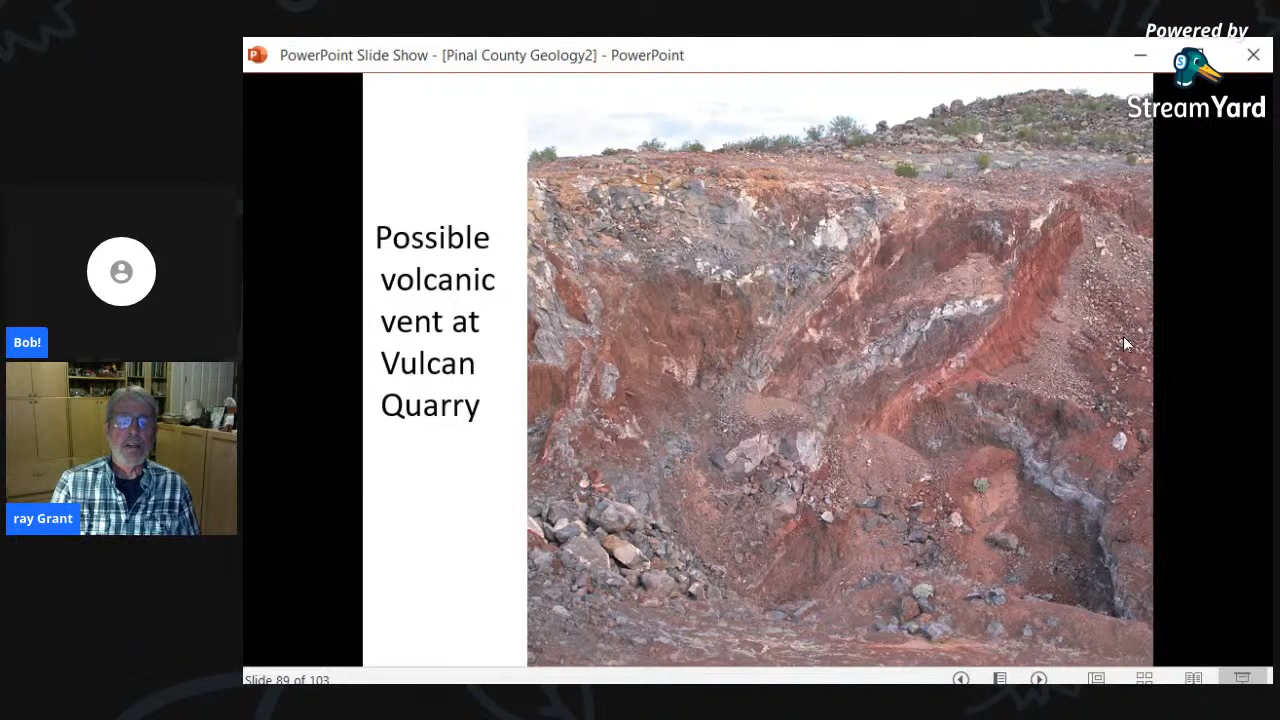 Powered by
StreamYard
PowerPoint Slide Show - [Pinal County Geology2] - PowerPoint
Possible
volcanic
vent at
Vulcan
Quarry
Bob!
ray Grant
Slide 89 of 103